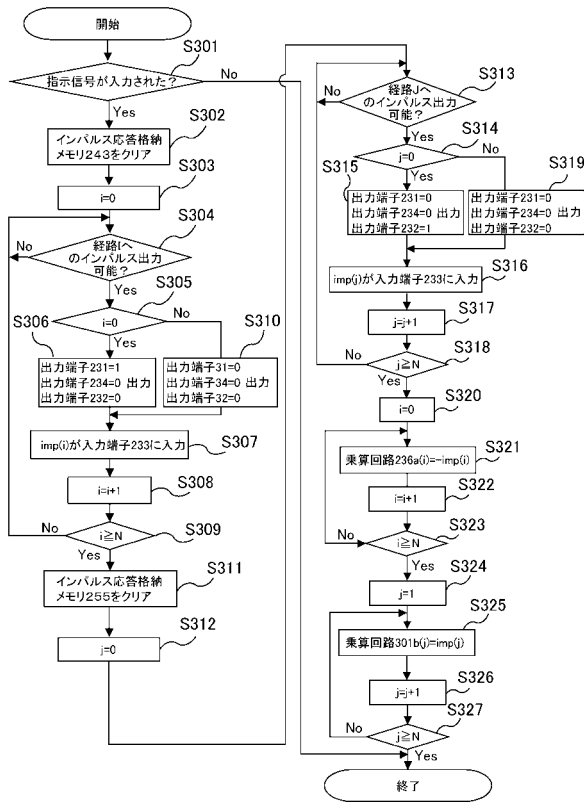 開始
S301
指示信号が入力された？
No
Yes
S302
インパルス応答格納
メモリ243をクリア
S303
i=0
S304
経路iへ
のインパルス出力
可能？
No
Yes
S305
i=0
No
Yes
S306
出力端子231=1
出力端子234=0 出力
出力端子232=0
S310
出力端子31=0
出力端子34=0 出力
出力端子32=0
S307
imp(i)が入力端子233に入力
S308
i=i+1
S309
i≧N
No
Yes
S311
インパルス応答格納
メモリ255をクリア
S312
j=0
S313
経路Jへ
のインパルス出力
可能？
No
Yes
S314
j=0
No
Yes
S315
出力端子231=0
出力端子234=0 出力
出力端子232=1
S319
出力端子231=0
出力端子234=0 出力
出力端子232=0
S316
imp(j)が入力端子233に入力
S317
j=j+1
S318
j≧N
No
Yes
S320
i=0
S321
乗算回路236a(i)=-imp(i)
S322
i=i+1
S323
i≧N
No
Yes
S324
j=1
S325
乗算回路301b(j)=imp(j)
S326
j=j+1
S327
j≧N
No
Yes
終了